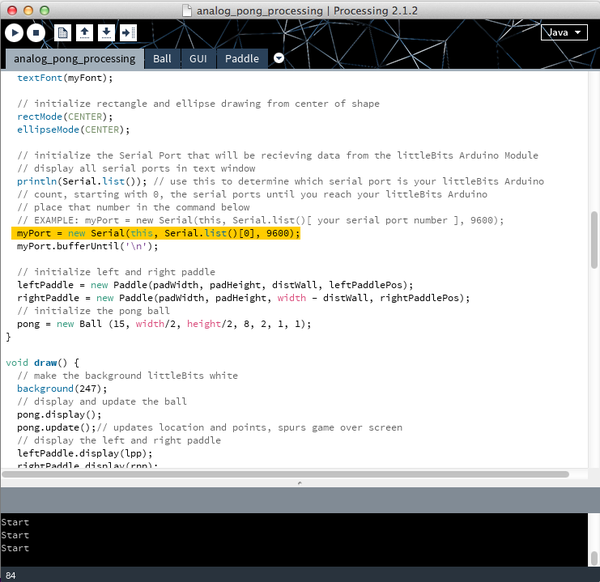 analog_pong_processing | Processing 2.1.2
Java
analog_pong_processing Ball GUI Paddle
textFont(myFont);
// initialize rectangle and ellipse drawing from center of shape
rectMode(CENTER);
ellipseMode(CENTER);
// initialize the Serial Port that will be recieving data from the littleBits Arduino Module
// display all serial ports in text window
println(Serial.list()); // use this to determine which serial port is your littleBits Arduino
// count, starting with 0, the serial ports until you reach your littleBits Arduino
// place that number in the command below
// EXAMPLE: myPort = new Serial(this, Serial.list()[ your serial port number ], 9600);
myPort = new Serial(this, Serial.list()[0], 9600);
myPort.bufferUntil('\n');
// initialize left and right paddle
leftPaddle = new Paddle(padWidth, padHeight, distWall, leftPaddlePos);
rightPaddle = new Paddle(padWidth, padHeight, width - distWall, rightPaddlePos);
// initialize the pong ball
pong = new Ball (15, width/2, height/2, 8, 2, 1, 1);
}
void draw() {
// make the background littleBits white
background(247);
// display and update the ball
pong.display();
pong.update();// updates location and points, spurs game over screen
// display the left and right paddle
leftPaddle.display(lpp);
rightPaddle.display(rpp);
Start
Start
Start
84